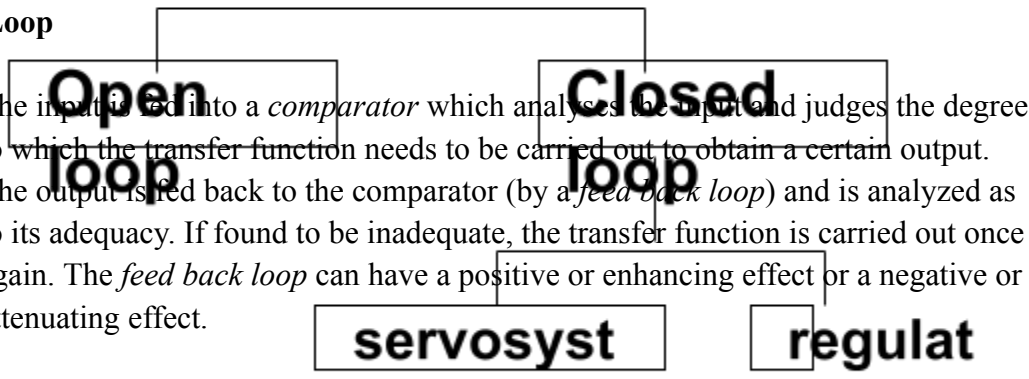 Loop
Open Closed
he input is fed into a comparator which analyses the input and judges the degree
o which the transfer function needs to be carried out to obtain a certain output.
loop loop
he output is fed back to the comparator (by a feed back loop) and is analyzed as
o its adequacy. If found to be inadequate, the transfer function is carried out once
gain. The feed back loop can have a positive or enhancing effect or a negative or
ttenuating effect.
servosyst regulat